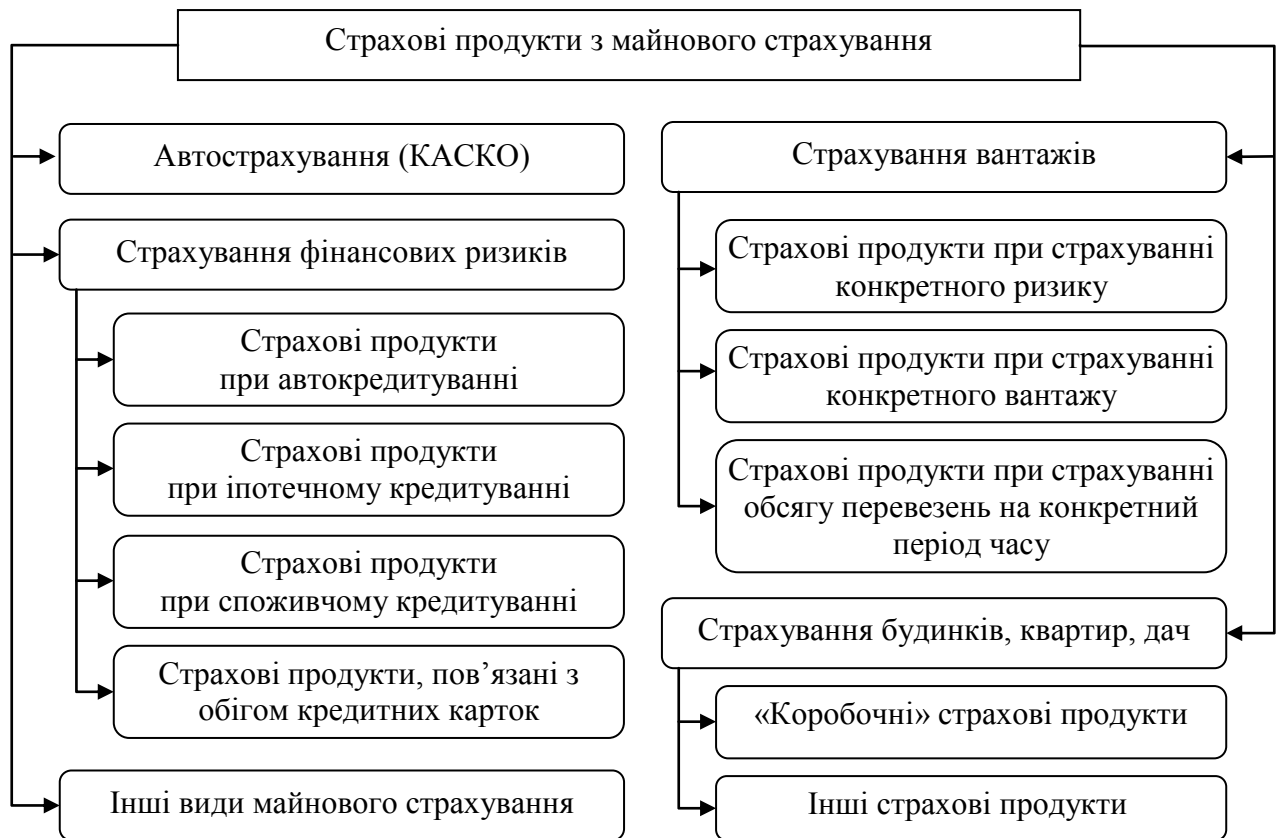 Страхові продукти з майнового страхування
Автострахування (КАСКО)
Страхування фінансових ризиків
Страхові продукти
при автокредитуванні
Страхові продукти
при іпотечному кредитуванні
Страхові продукти
при споживчому кредитуванні
Страхові продукти, пов’язані з
обігом кредитних карток
Інші види майнового страхування
Страхування вантажів
Страхові продукти при страхуванні
конкретного ризику
Страхові продукти при страхуванні
конкретного вантажу
Страхові продукти при страхуванні
обсягу перевезень на конкретний
період часу
Страхування будинків, квартир, дач
«Коробочні» страхові продукти
Інші страхові продукти